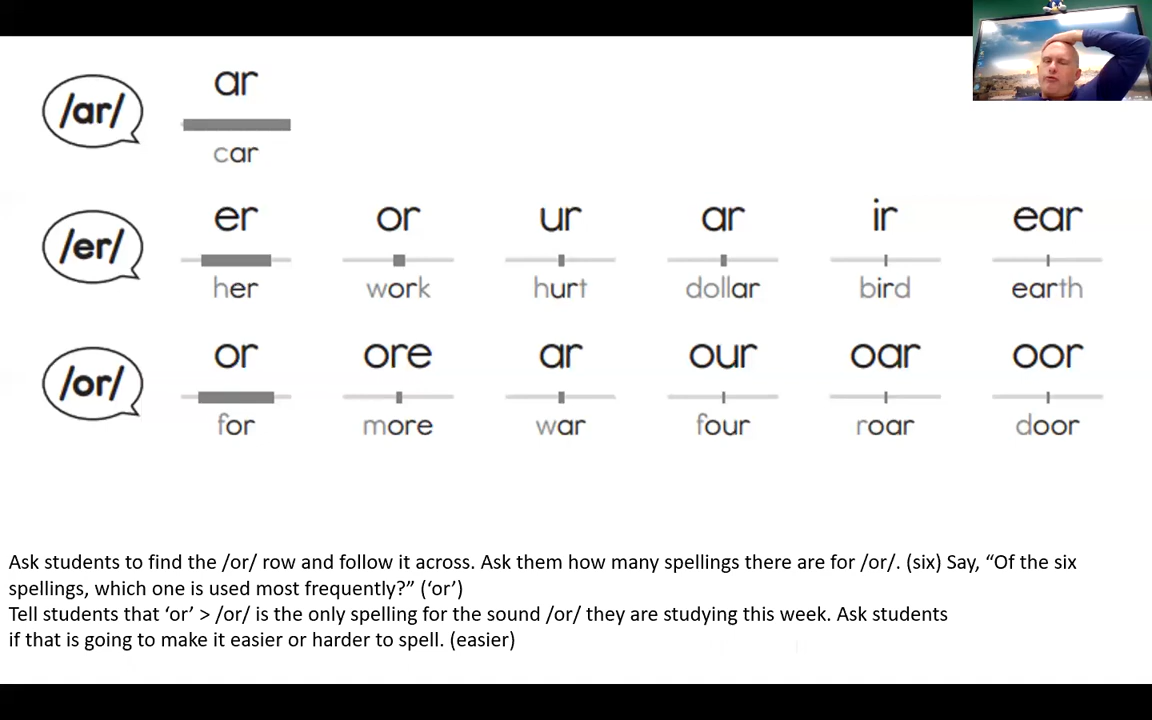 /ar/ ar
car
/er/ er or ur ar ir ear
her work hurt dollar bird earth
/or/ or ore ar our oar oor
for more war four roar door
Ask students to find the /or/ row and follow it across. Ask them how many spellings there are for /or/. (six) Say, “Of the six
spellings, which one is used most frequently?” (‘or’)
Tell students that ‘or’ > /or/ is the only spelling for the sound /or/ they are studying this week. Ask students
if that is going to make it easier or harder to spell. (easier)